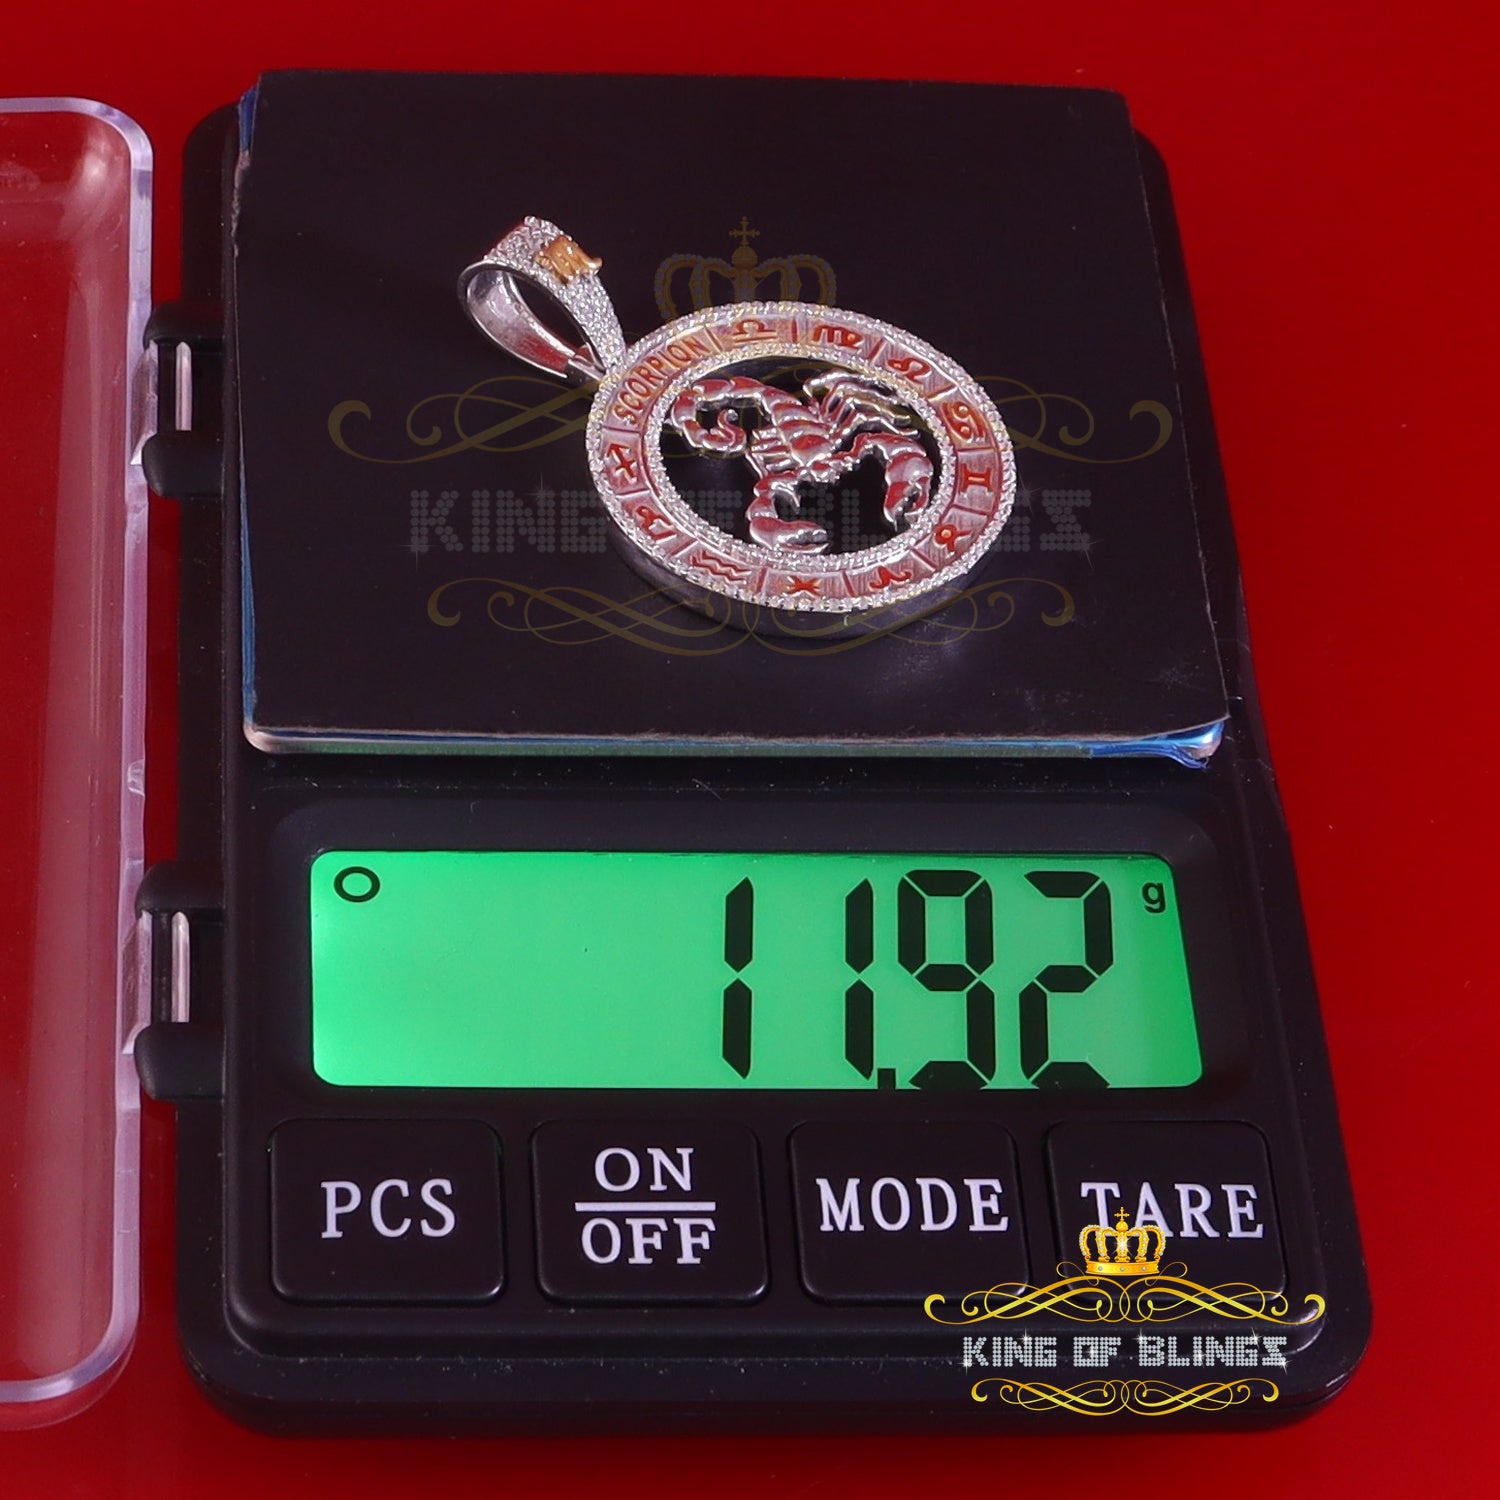 SCORPION
KING OF BLINGS
11.92 g
PCS
ON
OFF
MODE
TARE
KING OF BLINGS